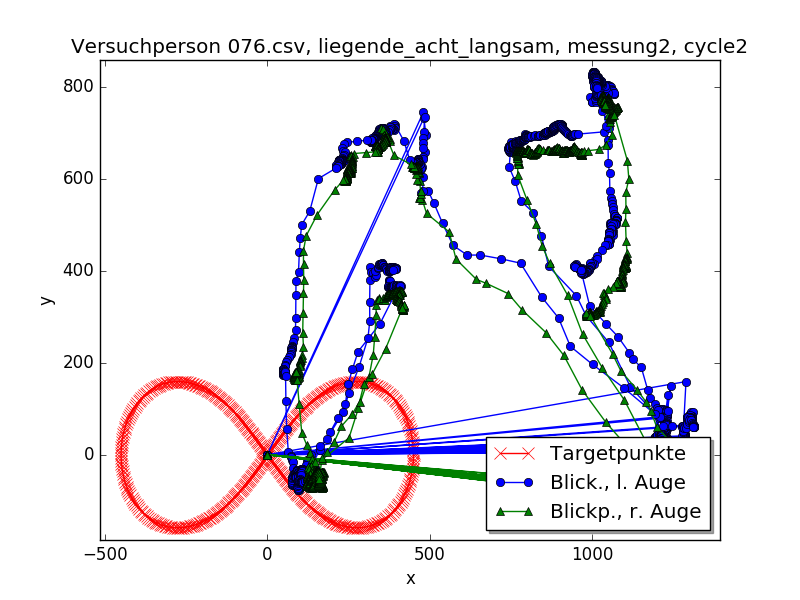 Versuchperson 076.csv, liegende_acht_langsam, messung2, cycle2
800
600
400
200
0
y
−500
0
500
1000
x
Targetpunkte
Blick., l. Auge
Blickp., r. Auge